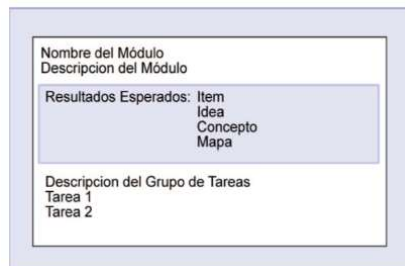 Nombre del Módulo
Descripcion del Módulo
Resultados Esperados: Item
Idea
Concepto
Mapa
Descripcion del Grupo de Tareas
Tarea 1
Tarea 2